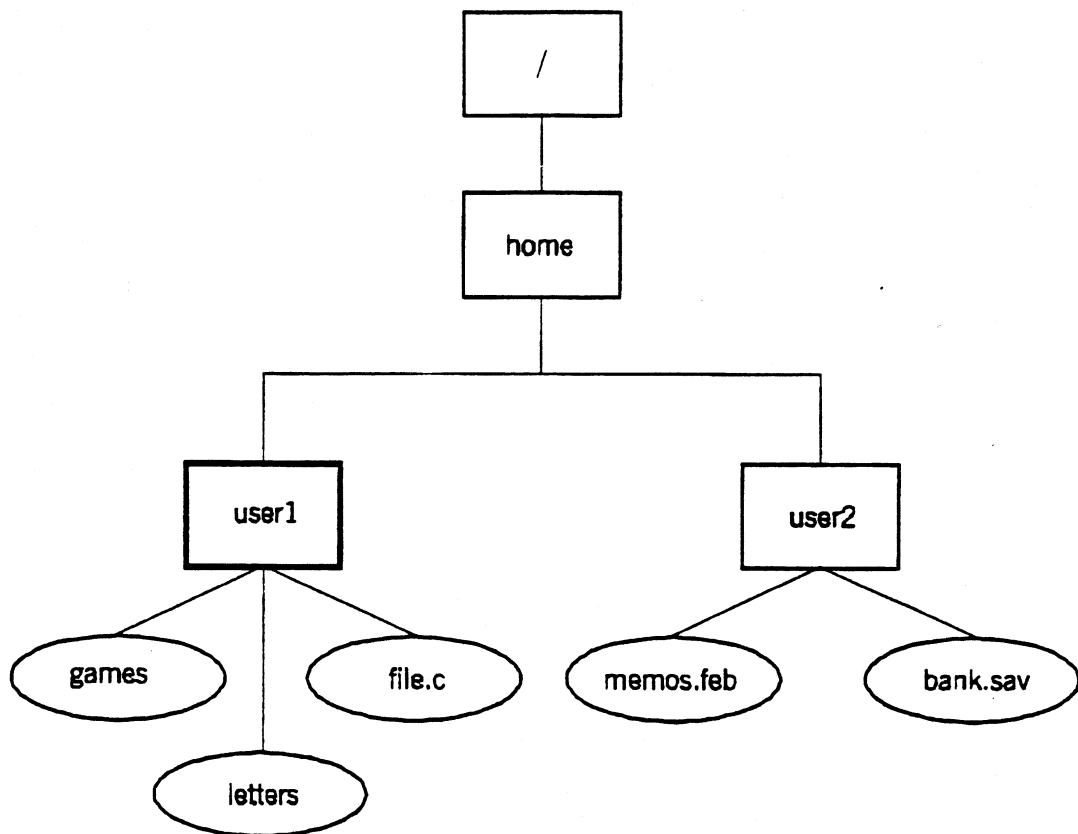 /
home
user1
user2
games
file.c
memos.feb
bank.sav
letters